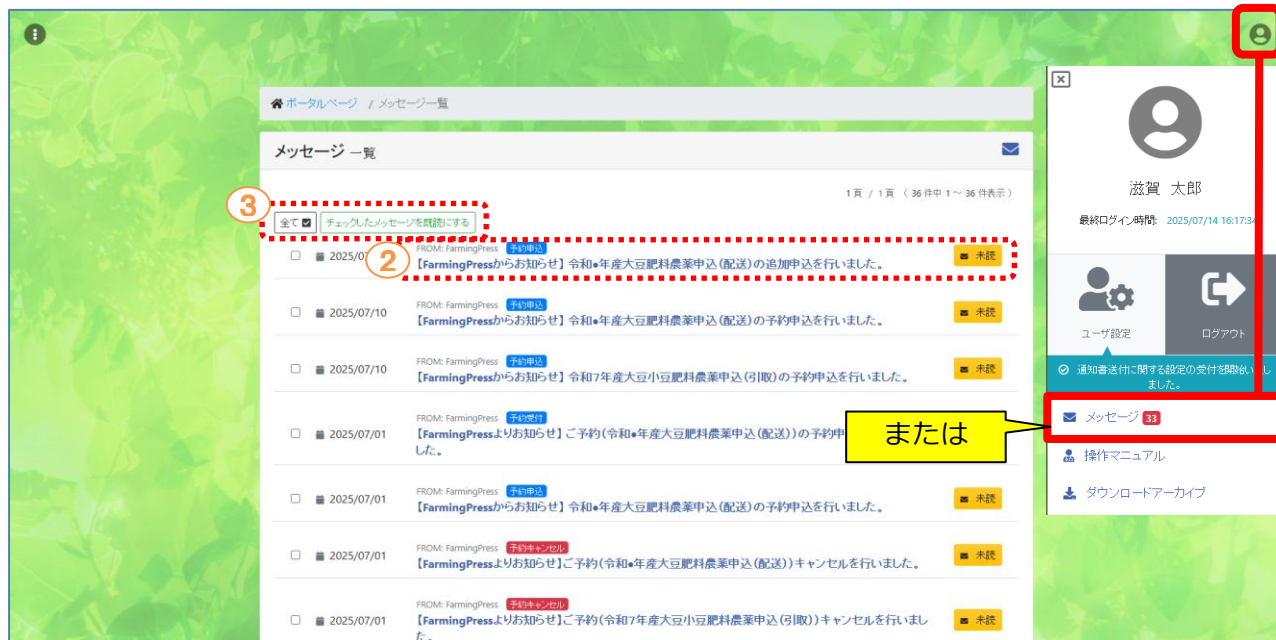 ポータルページ / メッセージ一覧
メッセージ 一覧
1 頁 / 1 頁 〈 36 件中 1 ～ 36 件表示 〉
③
全て
チェックしたメッセージを既読にする
②
2025/07
FROM: FarmingPress 予約申込
【FarmingPressからお知らせ】令和●年産大豆肥料農薬申込(配送)の追加申込を行いました。
未読
2025/07/10
FROM: FarmingPress 予約申込
【FarmingPressからお知らせ】令和●年産大豆肥料農薬申込(配送)の予約申込を行いました。
未読
2025/07/10
FROM: FarmingPress 予約申込
【FarmingPressからお知らせ】令和7年産大豆小豆肥料農薬申込(引取)の予約申込を行いました。
未読
2025/07/01
FROM: FarmingPress 予約受付
【FarmingPressよりお知らせ】ご予約(令和●年産大豆肥料農薬申込(配送))の予約申
した。
2025/07/01
FROM: FarmingPress 予約申込
【FarmingPressからお知らせ】令和●年産大豆肥料農薬申込(配送)の予約申込を行いました。
未読
2025/07/01
FROM: FarmingPress 予約キャンセル
【FarmingPressよりお知らせ】ご予約(令和●年産大豆肥料農薬申込(配送))キャンセルを行いました。
未読
2025/07/01
FROM: FarmingPress 予約キャンセル
【FarmingPressよりお知らせ】ご予約(令和7年産大豆小豆肥料農薬申込(引取))キャンセルを行いまし
た。
未読
または
滋賀 太郎
最終ログイン時間: 2025/07/14 16:17:34
ユーザ設定
ログアウト
通知書送付に関する設定の受付を開始いたし
ました。
メッセージ 33
操作マニュアル
ダウンロードアーカイブ